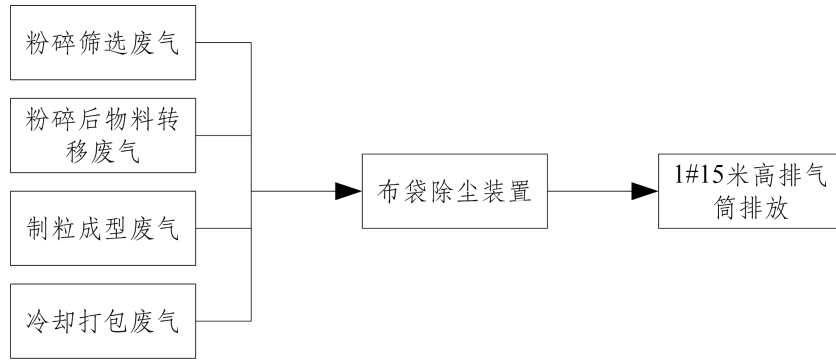 粉碎筛选废气
粉碎后物料转
移废气
制粒成型废气
冷却打包废气
布袋除尘装置
1#15米高排气
筒排放